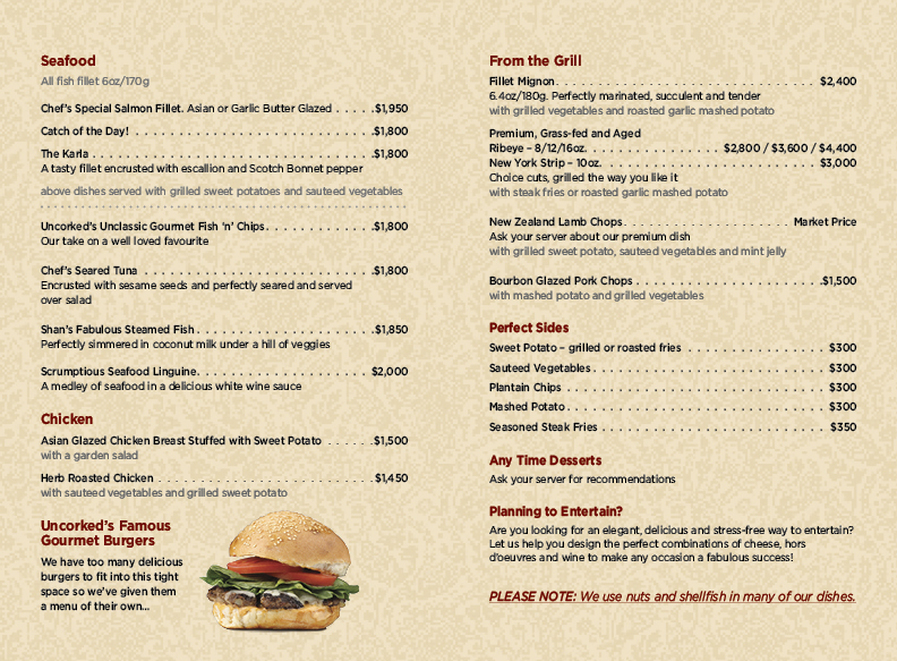 Seafood
All fish fillet 6oz/170g
Chef's Special Salmon Fillet. Asian or Garlic Butter Glazed . . . . .$1,950
Catch of the Day! . . . . . . . . . . . . . . . . . . . . . . . . . . .$1,800
The Karla . . . . . . . . . . . . . . . . . . . . . . . . . . . . . . .$1,800
A tasty fillet encrusted with escallion and Scotch Bonnet pepper
above dishes served with grilled sweet potatoes and sauteed vegetables
Uncorked's Unclassic Gourmet Fish 'n' Chips. . . . . . . . . . . . .$1,800
Our take on a well loved favourite
Chef's Seared Tuna . . . . . . . . . . . . . . . . . . . . . . . . . .$1,800
Encrusted with sesame seeds and perfectly seared and served
over salad
Shan's Fabulous Steamed Fish . . . . . . . . . . . . . . . . . . . .$1,850
Perfectly simmered in coconut milk under a hill of veggies
Scrumptious Seafood Linguine. . . . . . . . . . . . . . . . . . . . $2,000
A medley of seafood in a delicious white wine sauce
Chicken
Asian Glazed Chicken Breast Stuffed with Sweet Potato . . . . . .$1,500
with a garden salad
Herb Roasted Chicken . . . . . . . . . . . . . . . . . . . . . . . . .$1,450
with sauteed vegetables and grilled sweet potato
Uncorked's Famous
Gourmet Burgers
We have too many delicious
burgers to fit into this tight
space so we've given them
a menu of their own...
From the Grill
Fillet Mignon. . . . . . . . . . . . . . . . . . . . . . . . . . . . . . $2,400
6.4oz/180g. Perfectly marinated, succulent and tender
with grilled vegetables and roasted garlic mashed potato
Premium, Grass-fed and Aged
Ribeye – 8/12/16oz. . . . . . . . . . . . . . . . $2,800 / $3,600 / $4,400
New York Strip – 10oz. . . . . . . . . . . . . . . . . . . . . . . . . $3,000
Choice cuts, grilled the way you like it
with steak fries or roasted garlic mashed potato
New Zealand Lamb Chops. . . . . . . . . . . . . . . . . . . Market Price
Ask your server about our premium dish
with grilled sweet potato, sauteed vegetables and mint jelly
Bourbon Glazed Pork Chops . . . . . . . . . . . . . . . . . . . . . .$1,500
with mashed potato and grilled vegetables
Perfect Sides
Sweet Potato – grilled or roasted fries . . . . . . . . . . . . . . . . $300
Sauteed Vegetables . . . . . . . . . . . . . . . . . . . . . . . . . . . $300
Plantain Chips . . . . . . . . . . . . . . . . . . . . . . . . . . . . . . $300
Mashed Potato . . . . . . . . . . . . . . . . . . . . . . . . . . . . . . $300
Seasoned Steak Fries . . . . . . . . . . . . . . . . . . . . . . . . . . $350
Any Time Desserts
Ask your server for recommendations
Planning to Entertain?
Are you looking for an elegant, delicious and stress-free way to entertain?
Let us help you design the perfect combinations of cheese, hors
d'oeuvres and wine to make any occasion a fabulous success!
PLEASE NOTE: We use nuts and shellfish in many of our dishes.